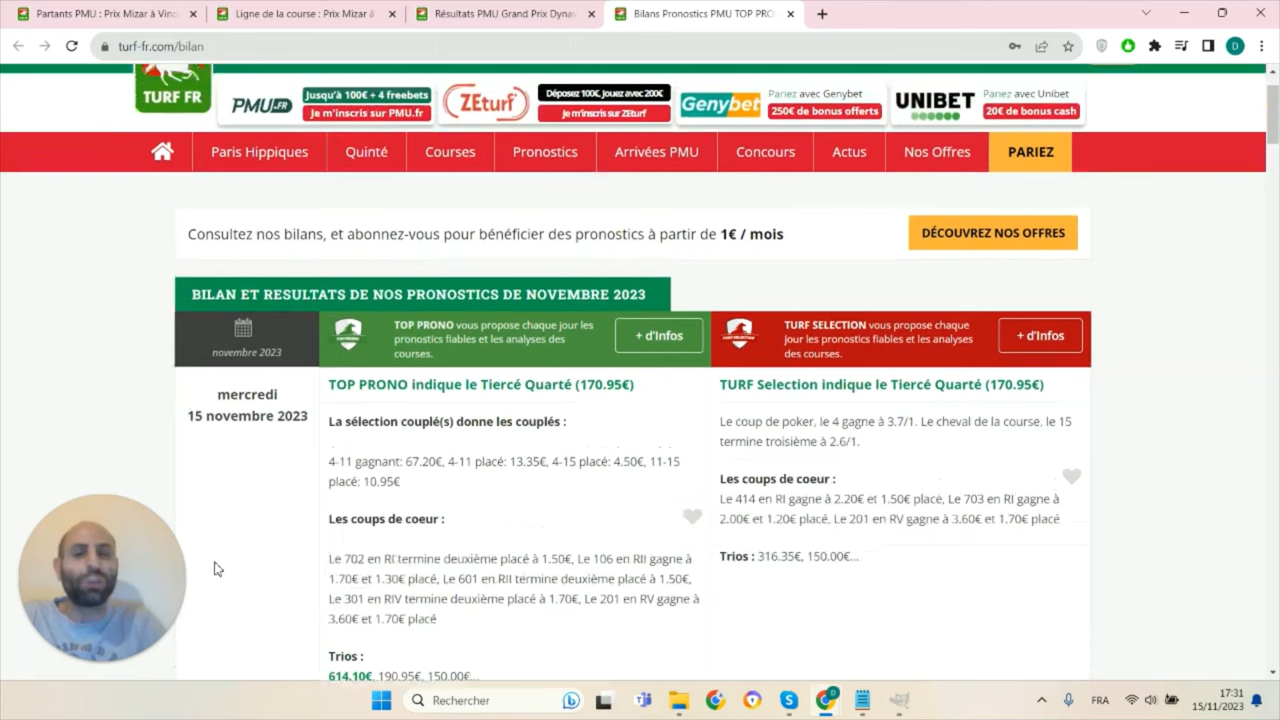 Partants PMU : Prix Mizar à Vinc
Ligne de la course : Prix Mizar à
Résultats PMU Grand Prix Dynav
Bilans Pronostics PMU TOP PRO
turf-fr.com/bilan
D
TURF FR
PMU.FR
Jusqu'à 100€ + 4 freebets
Je m'inscris sur PMU.fr
ZEturf
Déposez 100€, Jouez avec 200€
Je m'inscris sur ZEturf
Genybet
Pariez avec Genybet
250€ de bonus offerts
UNIBET
Pariez avec Unibet
20€ de bonus cash
Paris Hippiques
Quinté
Courses
Pronostics
Arrivées PMU
Concours
Actus
Nos Offres
PARIEZ
Consultez nos bilans, et abonnez-vous pour bénéficier des pronostics à partir de 1€ / mois
DÉCOUVREZ NOS OFFRES
BILAN ET RESULTATS DE NOS PRONOSTICS DE NOVEMBRE 2023
novembre 2023
TOP PRONO vous propose chaque jour les
pronostics fiables et les analyses des
courses.
+ d'Infos
TURF SELECTION vous propose chaque
jour les pronostics fiables et les analyses
des courses.
+ d'Infos
mercredi
15 novembre 2023
TOP PRONO indique le Tiercé Quarté (170.95€)
La sélection couplé(s) donne les couplés :
4-11 gagnant: 67.20€, 4-11 placé: 13.35€, 4-15 placé: 4.50€, 11-15
placé: 10.95€
Les coups de coeur :
Le 702 en RI termine deuxième placé à 1.50€, Le 106 en RII gagne à
1.70€ et 1.30€ placé, Le 601 en RII termine deuxième placé à 1.50€,
Le 301 en RIV termine deuxième placé à 1.70€, Le 201 en RV gagne à
3.60€ et 1.70€ placé
Trios :
614.10€, 190.95€, 150.00€...
TURF Selection indique le Tiercé Quarté (170.95€)
Le coup de poker, le 4 gagne à 3.7/1. Le cheval de la course, le 15
termine troisième à 2.6/1.
Les coups de coeur :
Le 414 en RI gagne à 2.20€ et 1.50€ placé, Le 703 en RI gagne à
2.00€ et 1.20€ placé, Le 201 en RV gagne à 3.60€ et 1.70€ placé
Trios : 316.35€, 150.00€...
Rechercher
FRA
17:31
15/11/2023